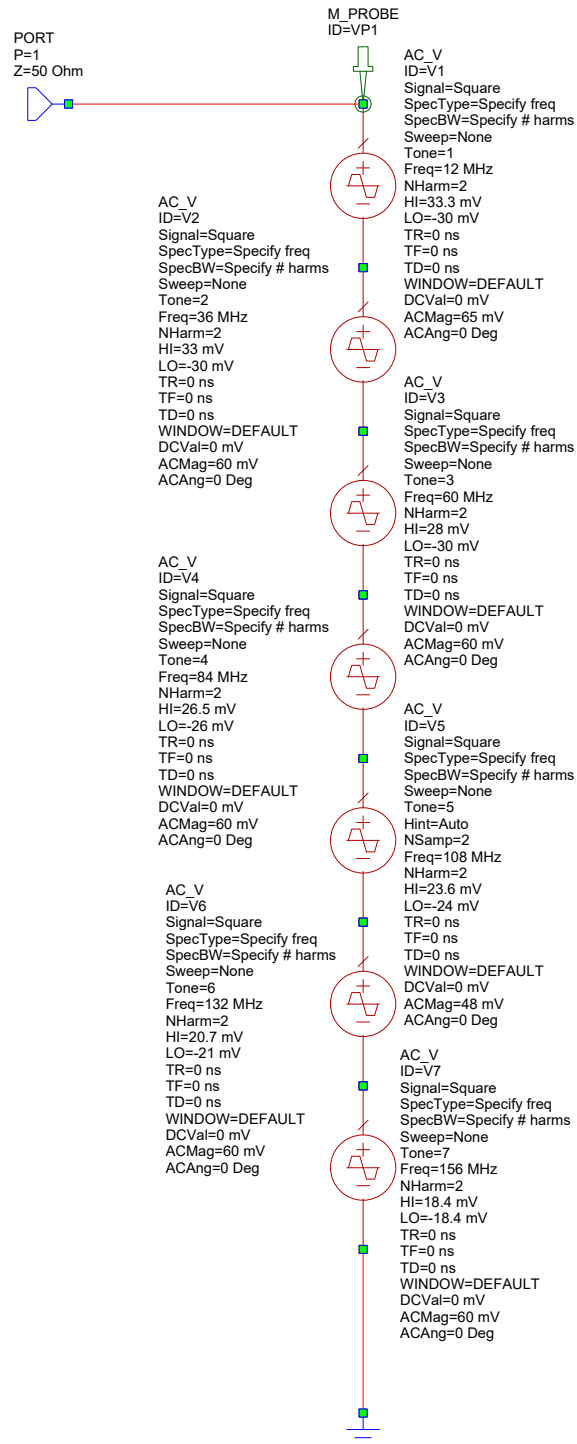 M_PROBE
ID=VP1
PORT
P=1
Z=50 Ohm
AC_V
ID=V1
Signal=Square
SpecType=Specify freq
SpecBW=Specify # harms
Sweep=None
Tone=1
Freq=12 MHz
NHarm=2
HI=33.3 mV
LO=-30 mV
TR=0 ns
TF=0 ns
TD=0 ns
WINDOW=DEFAULT
DCVal=0 mV
ACMag=65 mV
ACAng=0 Deg
AC_V
ID=V2
Signal=Square
SpecType=Specify freq
SpecBW=Specify # harms
Sweep=None
Tone=2
Freq=36 MHz
NHarm=2
HI=33 mV
LO=-30 mV
TR=0 ns
TF=0 ns
TD=0 ns
WINDOW=DEFAULT
DCVal=0 mV
ACMag=60 mV
ACAng=0 Deg
AC_V
ID=V3
Signal=Square
SpecType=Specify freq
SpecBW=Specify # harms
Sweep=None
Tone=3
Freq=60 MHz
NHarm=2
HI=28 mV
LO=-30 mV
TR=0 ns
TF=0 ns
TD=0 ns
WINDOW=DEFAULT
DCVal=0 mV
ACMag=60 mV
ACAng=0 Deg
AC_V
ID=V4
Signal=Square
SpecType=Specify freq
SpecBW=Specify # harms
Sweep=None
Tone=4
Freq=84 MHz
NHarm=2
HI=26.5 mV
LO=-26 mV
TR=0 ns
TF=0 ns
TD=0 ns
WINDOW=DEFAULT
DCVal=0 mV
ACMag=60 mV
ACAng=0 Deg
AC_V
ID=V5
Signal=Square
SpecType=Specify freq
SpecBW=Specify # harms
Sweep=None
Tone=5
Hint=Auto
NSamp=2
Freq=108 MHz
NHarm=2
HI=23.6 mV
LO=-24 mV
TR=0 ns
TF=0 ns
TD=0 ns
WINDOW=DEFAULT
DCVal=0 mV
ACMag=48 mV
ACAng=0 Deg
AC_V
ID=V6
Signal=Square
SpecType=Specify freq
SpecBW=Specify # harms
Sweep=None
Tone=6
Freq=132 MHz
NHarm=2
HI=20.7 mV
LO=-21 mV
TR=0 ns
TF=0 ns
TD=0 ns
WINDOW=DEFAULT
DCVal=0 mV
ACMag=60 mV
ACAng=0 Deg
AC_V
ID=V7
Signal=Square
SpecType=Specify freq
SpecBW=Specify # harms
Sweep=None
Tone=7
Freq=156 MHz
NHarm=2
HI=18.4 mV
LO=-18.4 mV
TR=0 ns
TF=0 ns
TD=0 ns
WINDOW=DEFAULT
DCVal=0 mV
ACMag=60 mV
ACAng=0 Deg